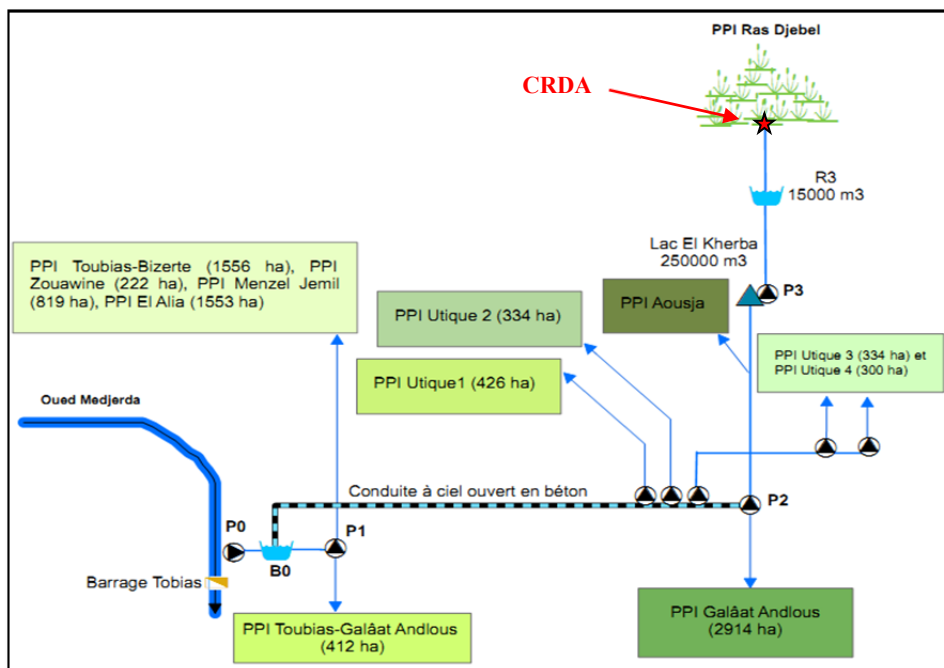 PPI Ras Djebel
CRDA
R3
15000 m3
Lac El Kherba
250000 m3
P3
PPI Toubias-Bizerte (1556 ha), PPI
Zouawine (222 ha), PPI Menzel Jemil
(819 ha), PPI El Alia (1553 ha)
PPI Utique 2 (334 ha)
PPI Aousja
PPI Utique1 (426 ha)
PPI Utique 3 (334 ha) et
PPI Utique 4 (300 ha)
Oued Medjerda
Conduite à ciel ouvert en béton
P2
P0
P1
B0
Barrage Tobias
PPI Toubias-Galâat Andlous
(412 ha)
PPI Galâat Andlous
(2914 ha)